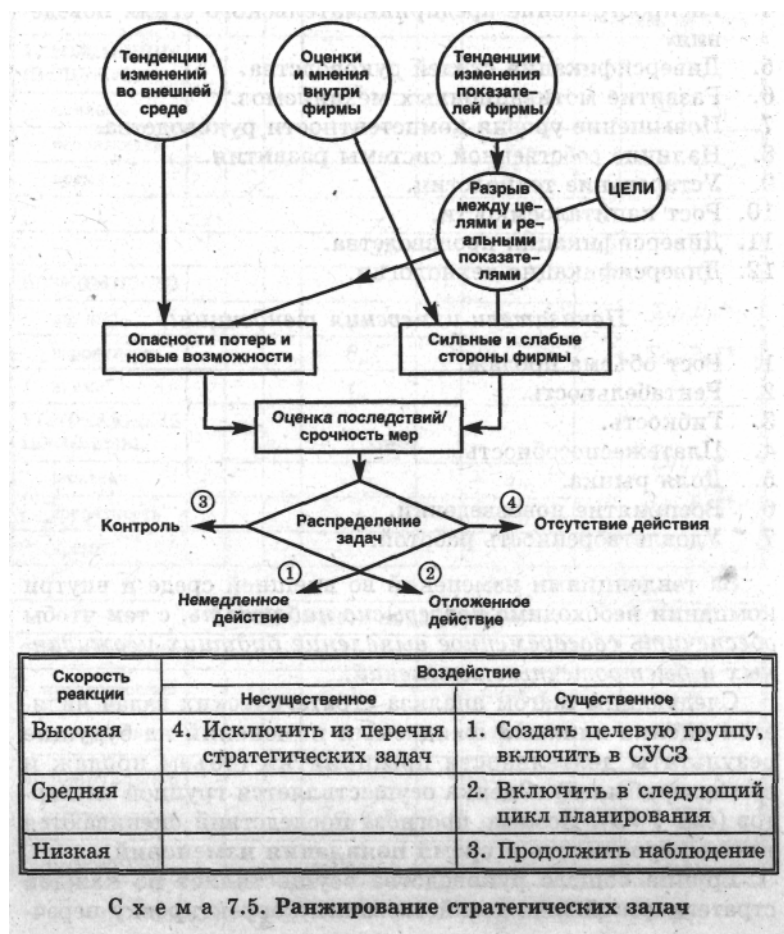 Тенденции
изменений
во внешней
среде
Оценки
и мнения
внутри
фирмы
Тенденции
изменения
показате-
лей фирмы
Разрыв
между це-
лями и ре-
альными
показате-
лями
ЦЕЛИ
Опасности потерь и
новые возможности
Сильные и слабые
стороны фирмы
Оценка последствий/
срочность мер
3
4
Контроль
Распределение
задач
Отсутствие действия
1
2
Немедленное
действие
Отложенное
действие
Скорость
реакции
Воздействие
Несущественное
Существенное
Высокая
4. Исключить из перечня
стратегических задач
1. Создать целевую группу,
включить в СУСЗ
Средняя
2. Включить в следующий
цикл планирования
Низкая
3. Продолжить наблюдение
Схема 7.5. Ранжирование стратегических задач